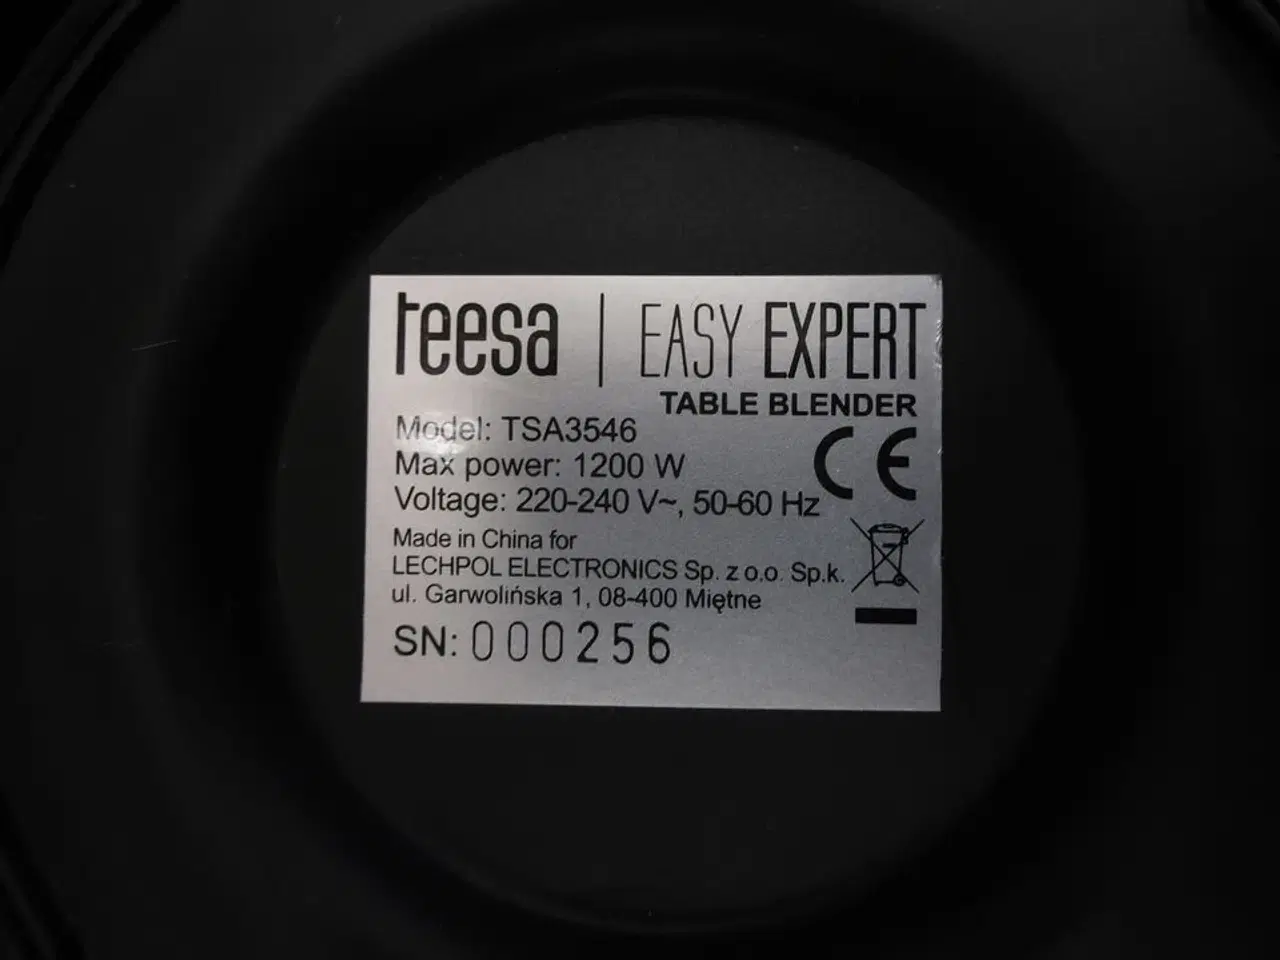 teesa | EASY EXPERT
TABLE BLENDER
Model: TSA3546
Max power: 1200 W
Voltage: 220-240 V~, 50-60 Hz
CE
Made in China for
LECHPOL ELECTRONICS Sp. z o.o. Sp.k.
ul. Garwolińska 1, 08-400 Miętne
SN: 000256